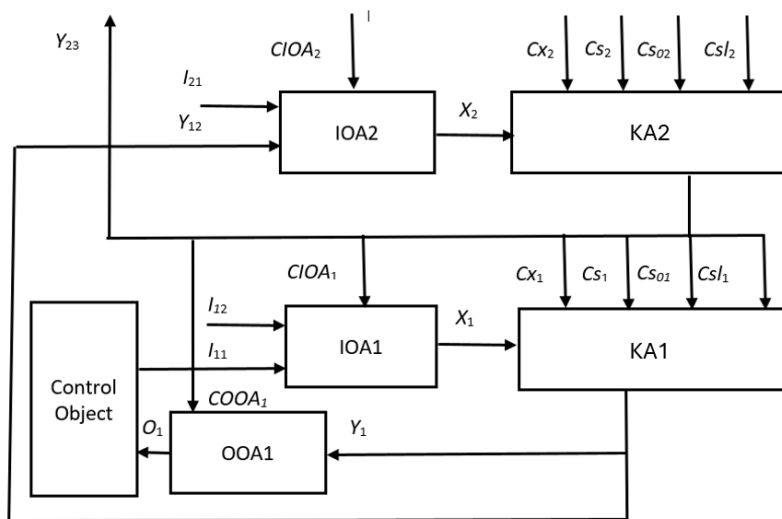 Y₂₃
CIOA₂
I
Cx₂
Cs₂
Cs₀₂
Csl₂
I₂₁
Y₁₂
IOA2
X₂
KA2
CIOA₁
Cx₁
Cs₁
Cs₀₁
Csl₁
I₁₂
X₁
I₁₁
IOA1
KA1
Control
Object
COOA₁
O₁
OOA1
Y₁